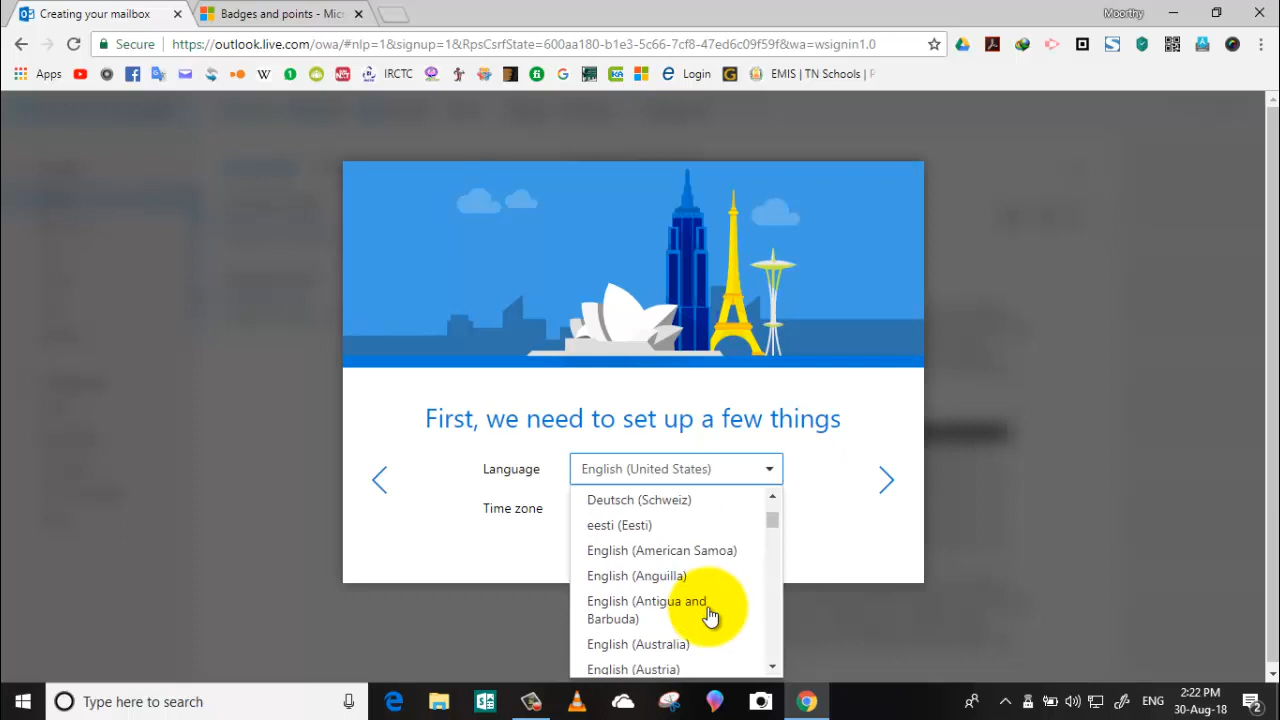 Creating your mailbox
Badges and points - Mic
Moorthy
Secure
https://outlook.live.com/owa/#nlp=1&signup=1&RpsCsrfState=600aa180-b1e3-5c66-7cf8-47ed6c09f59f&wa=wsignin1.0
Apps
IRCTC
Login
EMIS | TN Schools |
First, we need to set up a few things
Language
English (United States)
Deutsch (Schweiz)
Time zone
eesti (Eesti)
English (American Samoa)
English (Anguilla)
English (Antigua and
Barbuda)
English (Australia)
English (Austria)
Type here to search
ENG
2:22 PM
30-Aug-18
2